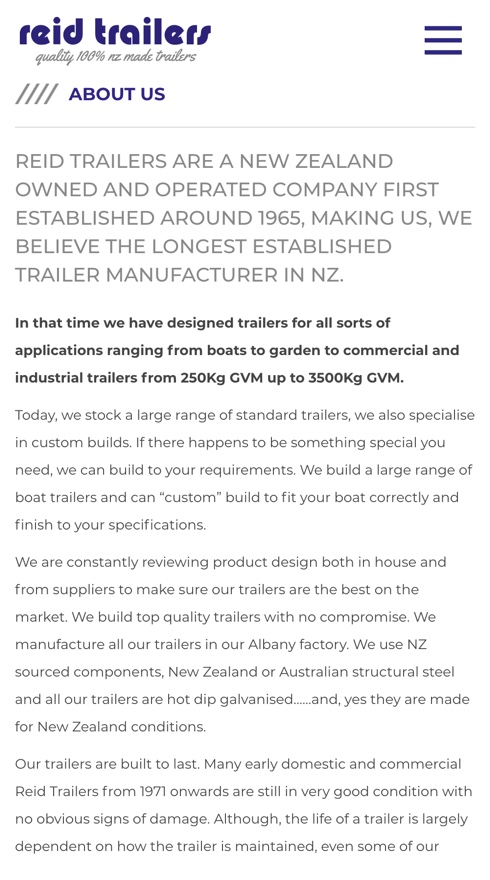 reid trailers
quality 100% nz made trailers
//// ABOUT US
REID TRAILERS ARE A NEW ZEALAND
OWNED AND OPERATED COMPANY FIRST
ESTABLISHED AROUND 1965, MAKING US, WE
BELIEVE THE LONGEST ESTABLISHED
TRAILER MANUFACTURER IN NZ.
In that time we have designed trailers for all sorts of
applications ranging from boats to garden to commercial and
industrial trailers from 250Kg GVM up to 3500Kg GVM.
Today, we stock a large range of standard trailers, we also specialise
in custom builds. If there happens to be something special you
need, we can build to your requirements. We build a large range of
boat trailers and can “custom” build to fit your boat correctly and
finish to your specifications.
We are constantly reviewing product design both in house and
from suppliers to make sure our trailers are the best on the
market. We build top quality trailers with no compromise. We
manufacture all our trailers in our Albany factory. We use NZ
sourced components, New Zealand or Australian structural steel
and all our trailers are hot dip galvanised……and, yes they are made
for New Zealand conditions.
Our trailers are built to last. Many early domestic and commercial
Reid Trailers from 1971 onwards are still in very good condition with
no obvious signs of damage. Although, the life of a trailer is largely
dependent on how the trailer is maintained, even some of our